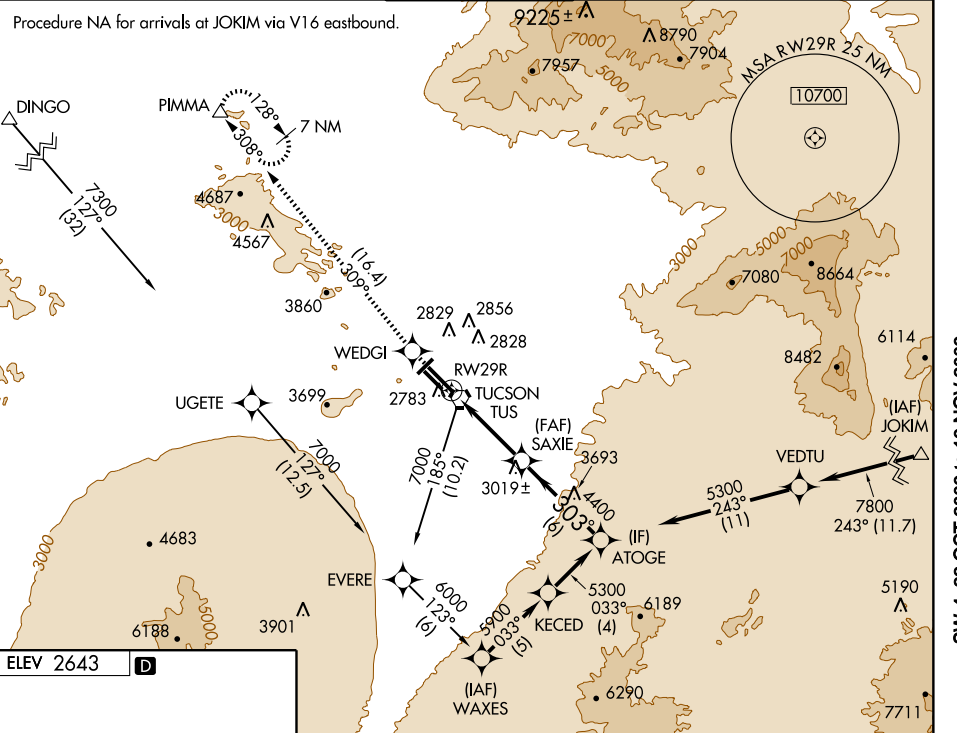 Procedure NA for arrivals at JOKIM via V16 eastbound.
9225±
8790
7000
7904
7957
5000
MSA RW29R 25 NM
10700
DINGO
PIMMA
128°
7 NM
308°
7300
127°
(32)
4687
3000
4567
(16.4)
309°
3860
3000
5000
7000
7080
8664
2829
2856
2828
WEDGI
RW29R
TUCSON
TUS
2783
6114
8482
UGETE
3699
(FAF)
SAXIE
3693
3019±
7000
127°
(12.5)
7000
185°
(10.2)
4400
303°
(6)
(IAF)
JOKIM
VEDTU
5300
243°
(11)
7800
243° (11.7)
(IF)
ATOGE
3000
4683
EVERE
6000
123°
(6)
5900
033°
(5)
KECED
5300
033°
(4)
6189
5190
5000
6188
3901
(IAF)
WAXES
6290
7711
ELEV 2643
D